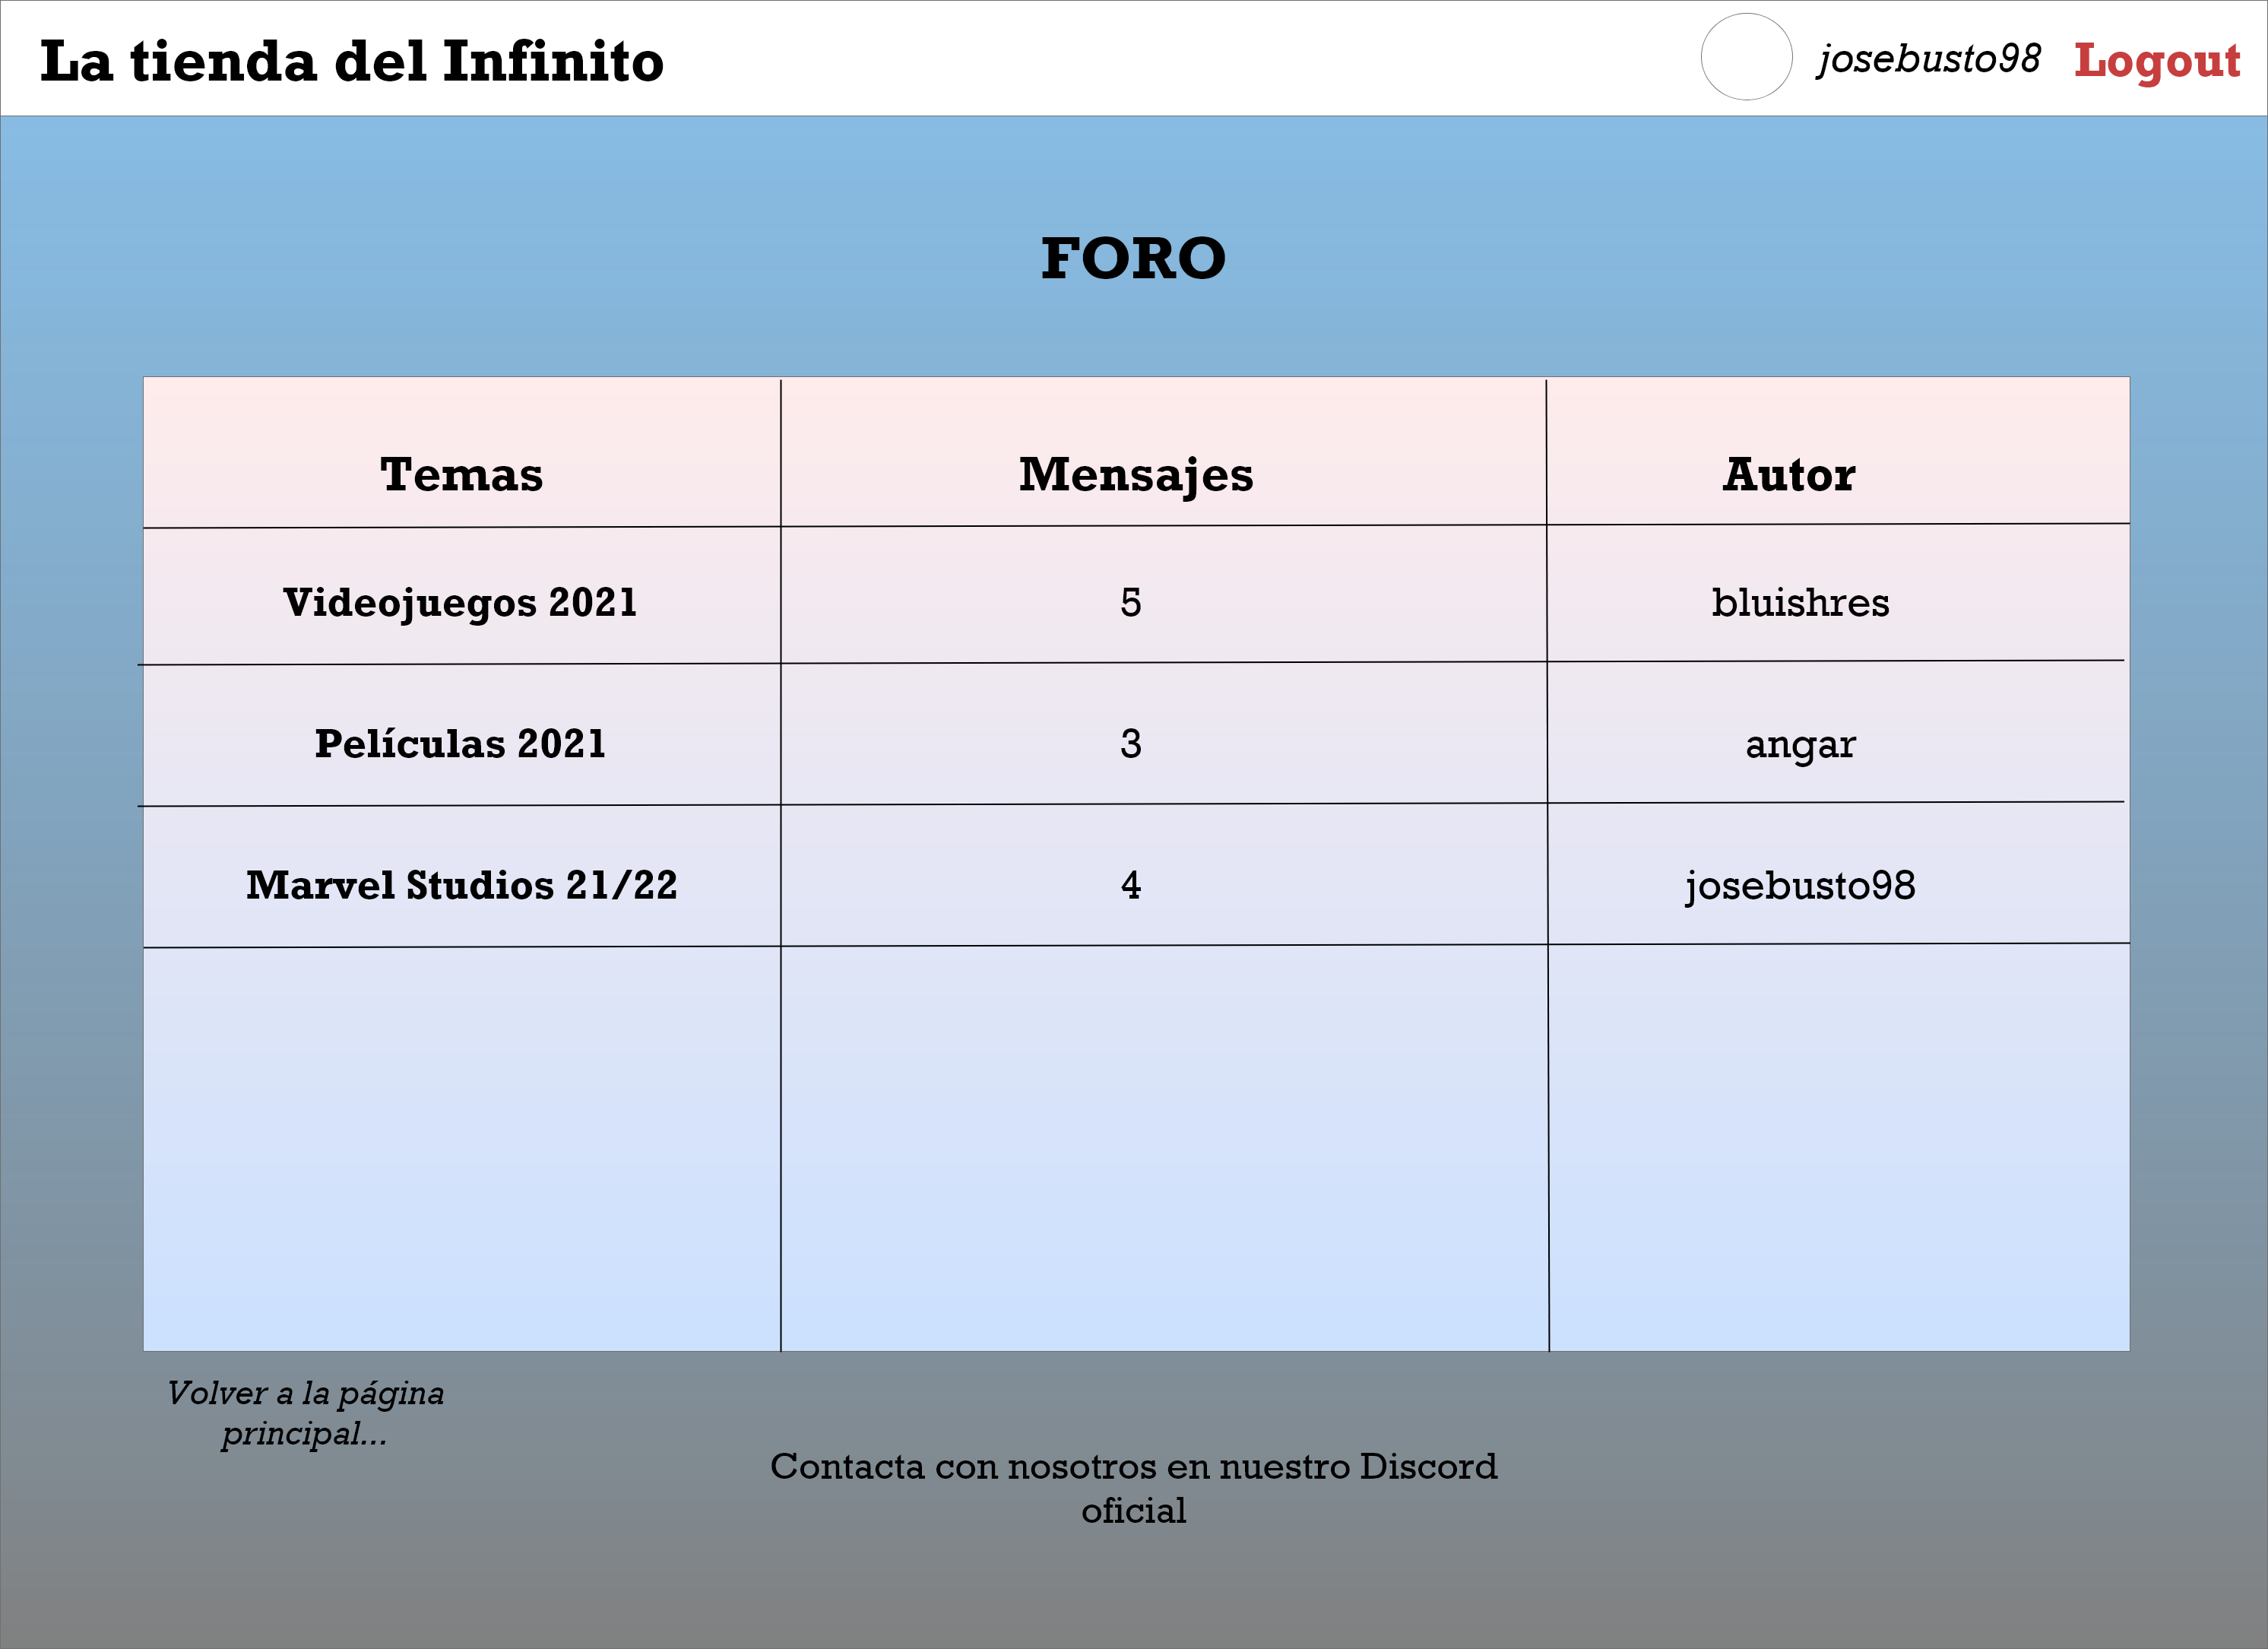 La tienda del Infinito
josebusto98 Logout
FORO
Temas Mensajes Autor
Videojuegos 2021 5 bluishres
Películas 2021 3 angar
Marvel Studios 21/22 4 josebusto98
Volver a la página
principal...
Contacta con nosotros en nuestro Discord
oficial